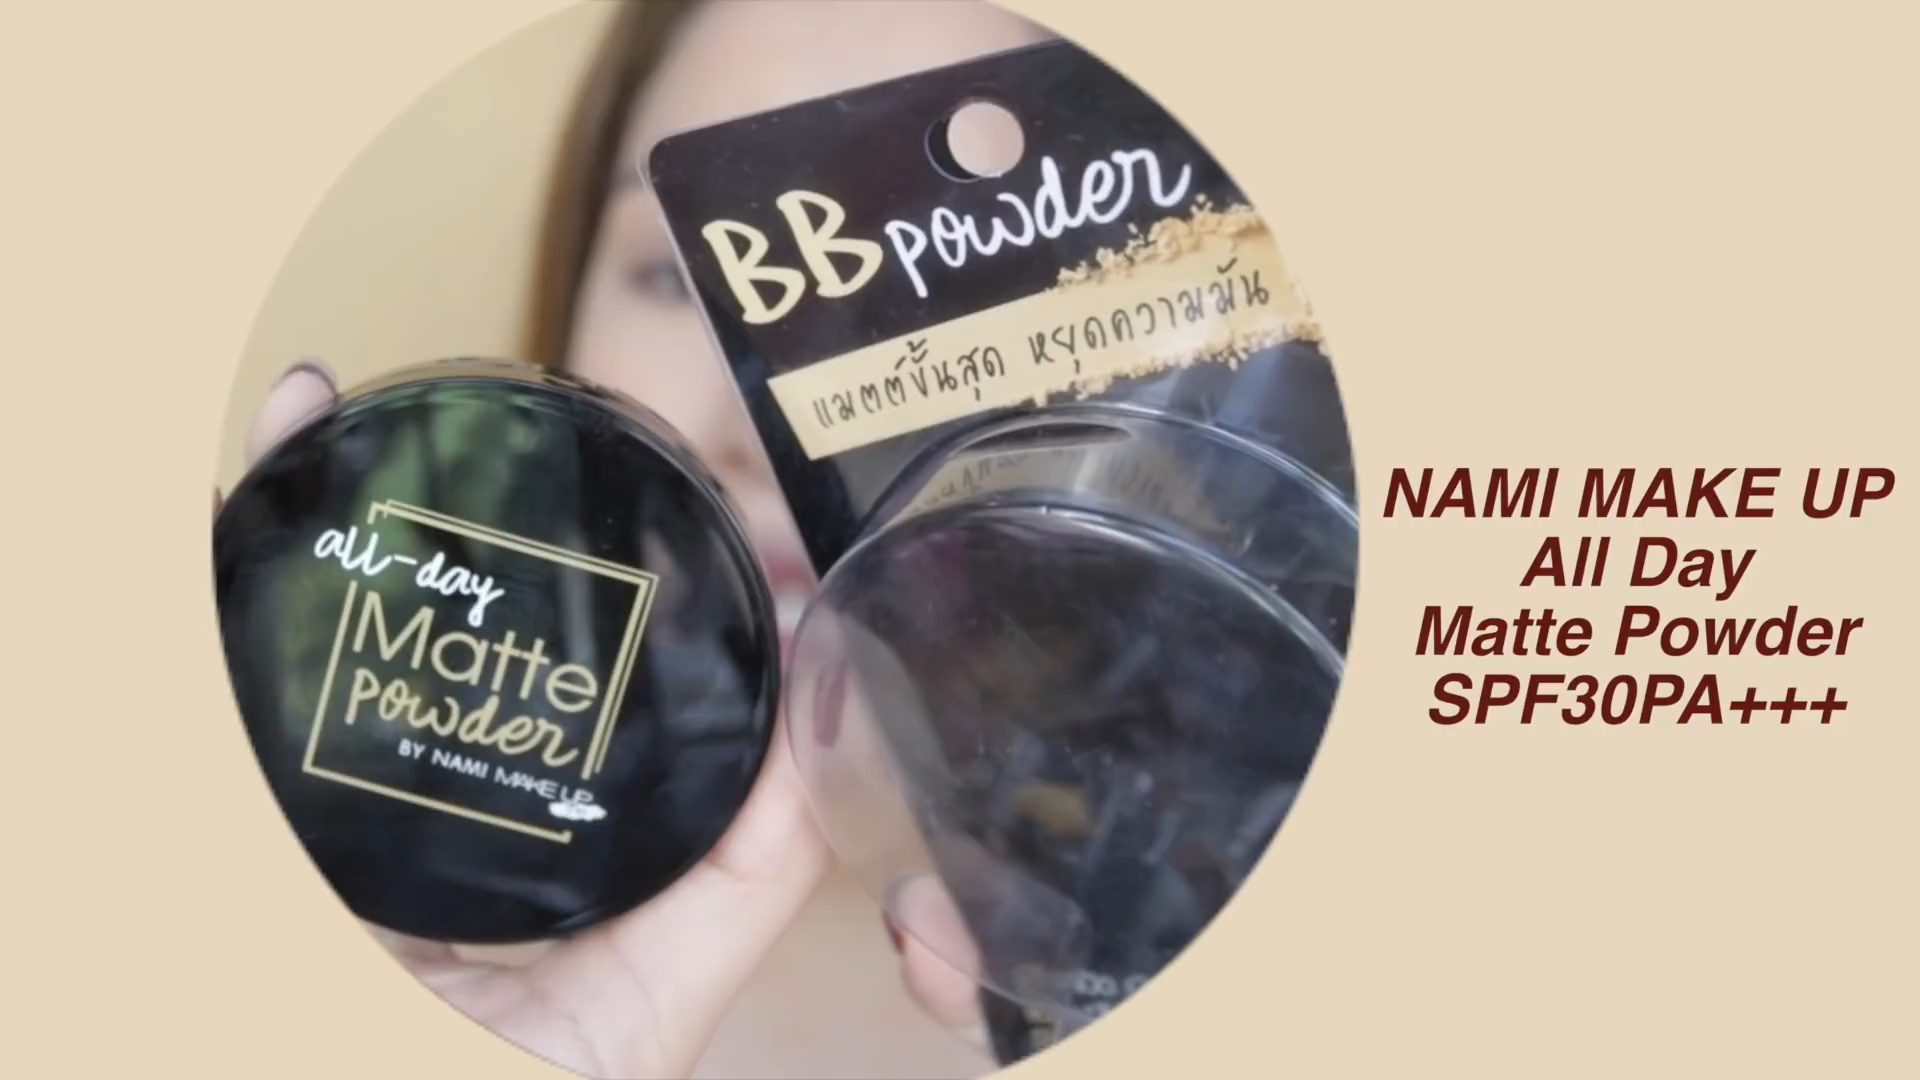 BB powder
แมตต์ขั้นสุด หยุดความมัน
all-day
Matte
powder
BY NAMI MAKE UP
NAMI MAKE UP
All Day
Matte Powder
SPF30PA+++